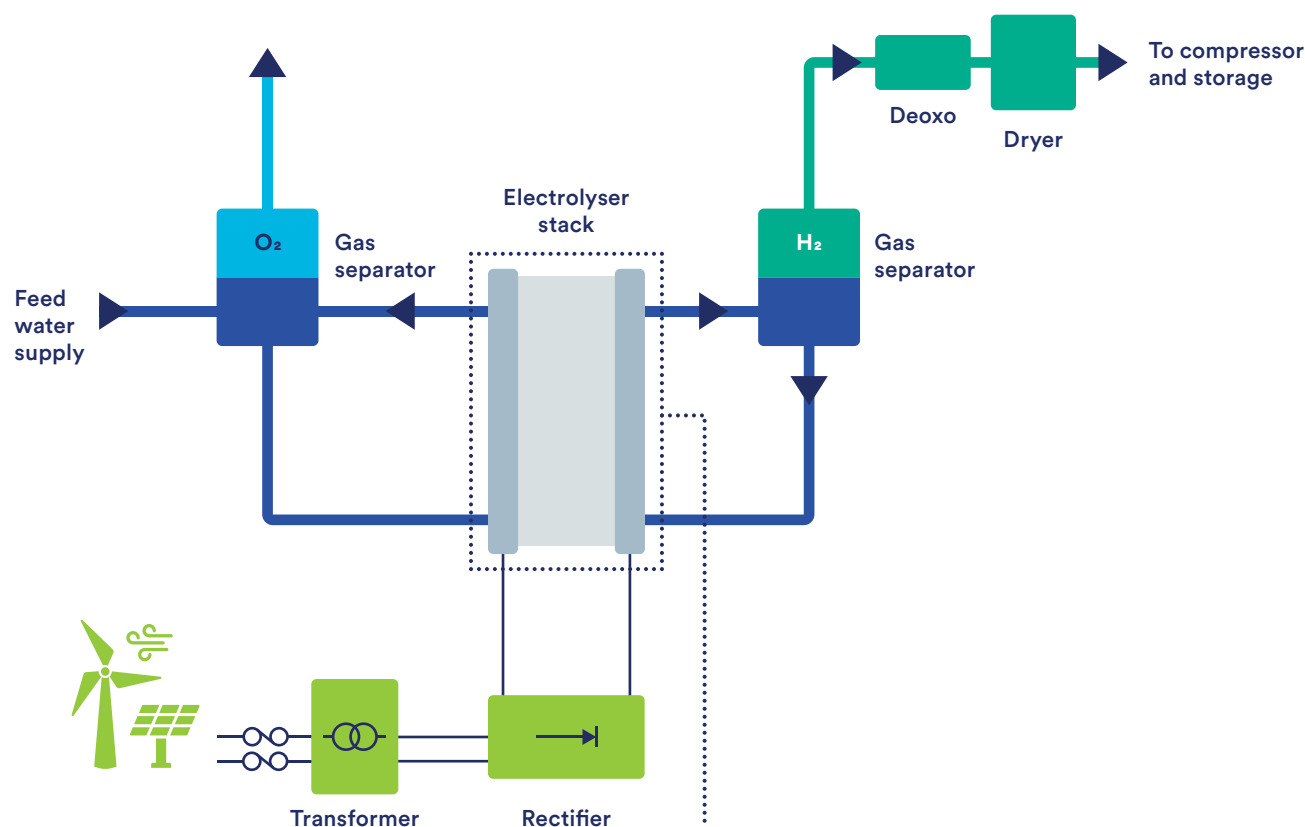 To compressor
and storage
Deoxo
Dryer
Electrolyser
stack
O₂
Gas
separator
H₂
Gas
separator
Feed
water
supply
Transformer
Rectifier